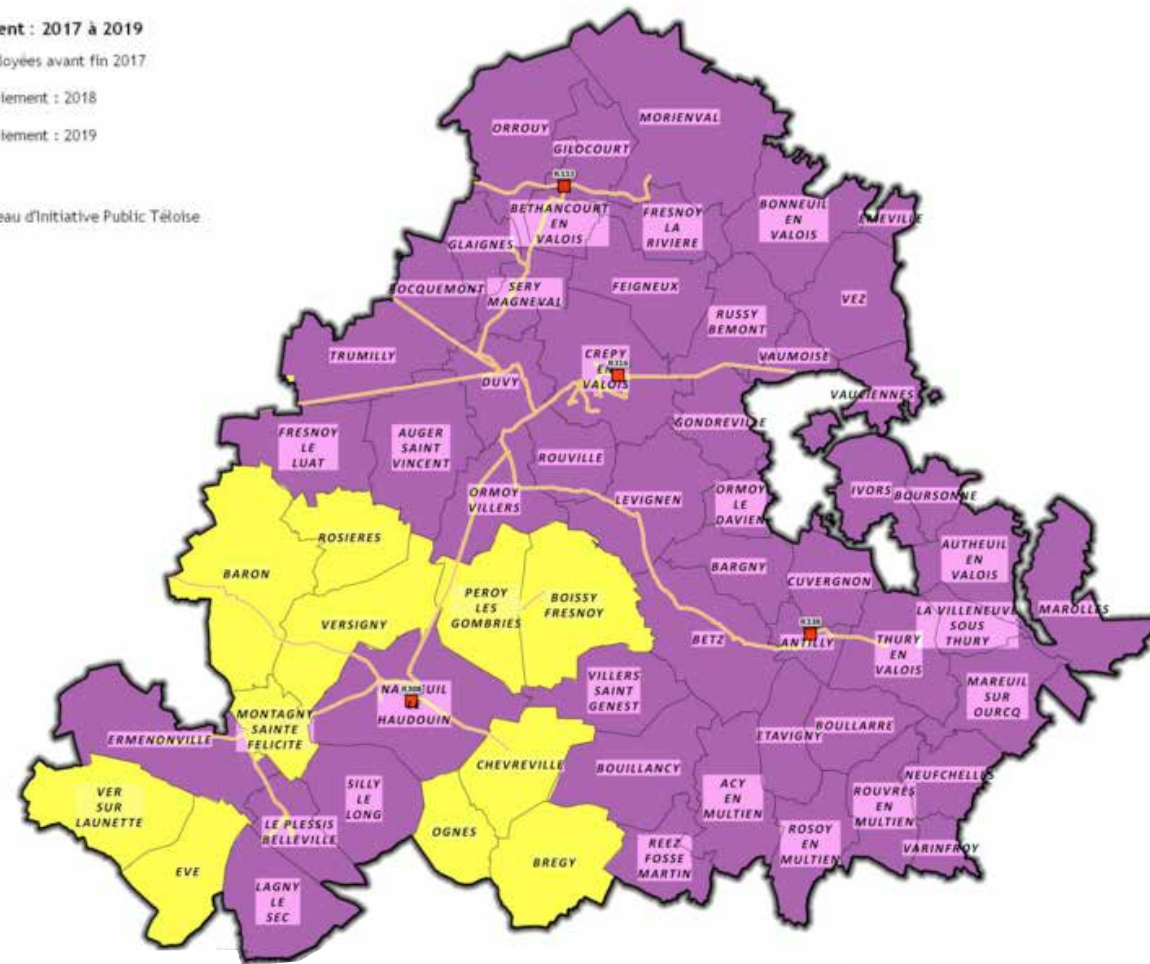 ent : 2017 à 2019
loyées avant fin 2017
iement : 2018
iement : 2019
eau d'Initiative Public Téloise
MORIENVAL
ORROUY
GILOCOURT
K333
BETHANCOURT
EN
VALOIS
FRESNOY
LA
RIVIERE
BONNEUIL
EN
VALOIS
EMEVILLE
GLAIGNES
ROCQUEMONT
SERY
MAGNEVAL
FEIGNEUX
VEZ
RUSSY
BEMONT
TRUMILLY
DUVY
CREPY
EN
VALOIS
VAUMOISE
VAUCIENNES
GONDREVILLE
FRESNOY
LE
LUAT
AUGER
SAINT
VINCENT
ROUVILLE
ORMOY
VILLERS
LEVIGNEN
ORMOY
LE
DAVIEN
IVORS
BOURSONNE
ROSIERES
BARON
AUTHEUIL
EN
VALOIS
BARGNY
CUVERGNON
PEROY
LES
GOMBRIES
BOISSY
FRESNOY
VERSIGNY
LA VILLENEUVE
SOUS
THURY
MAROLLES
BETZ
K338
ANTILLY
THURY
EN
VALOIS
VILLERS
SAINT
GENEST
MAREUIL
SUR
OURCQ
HAUDOUIN
MONTAGNY
SAINTE
FELICITE
ERMENONVILLE
ETAVIGNY
BOULLARRE
CHEVREVILLE
BOUILLANCY
NEUFCHELLES
VER
SUR
LAUNETTE
SILLY
LE
LONG
ACY
EN
MULTIEN
ROUVRES
EN
MULTIEN
LE PLESSIS
BELLEVILLE
OGNES
ROSOY
EN
MULTIEN
REEZ
FOSSE
MARTIN
VARINFROY
BREGY
EVE
LAGNY
LE
SEC